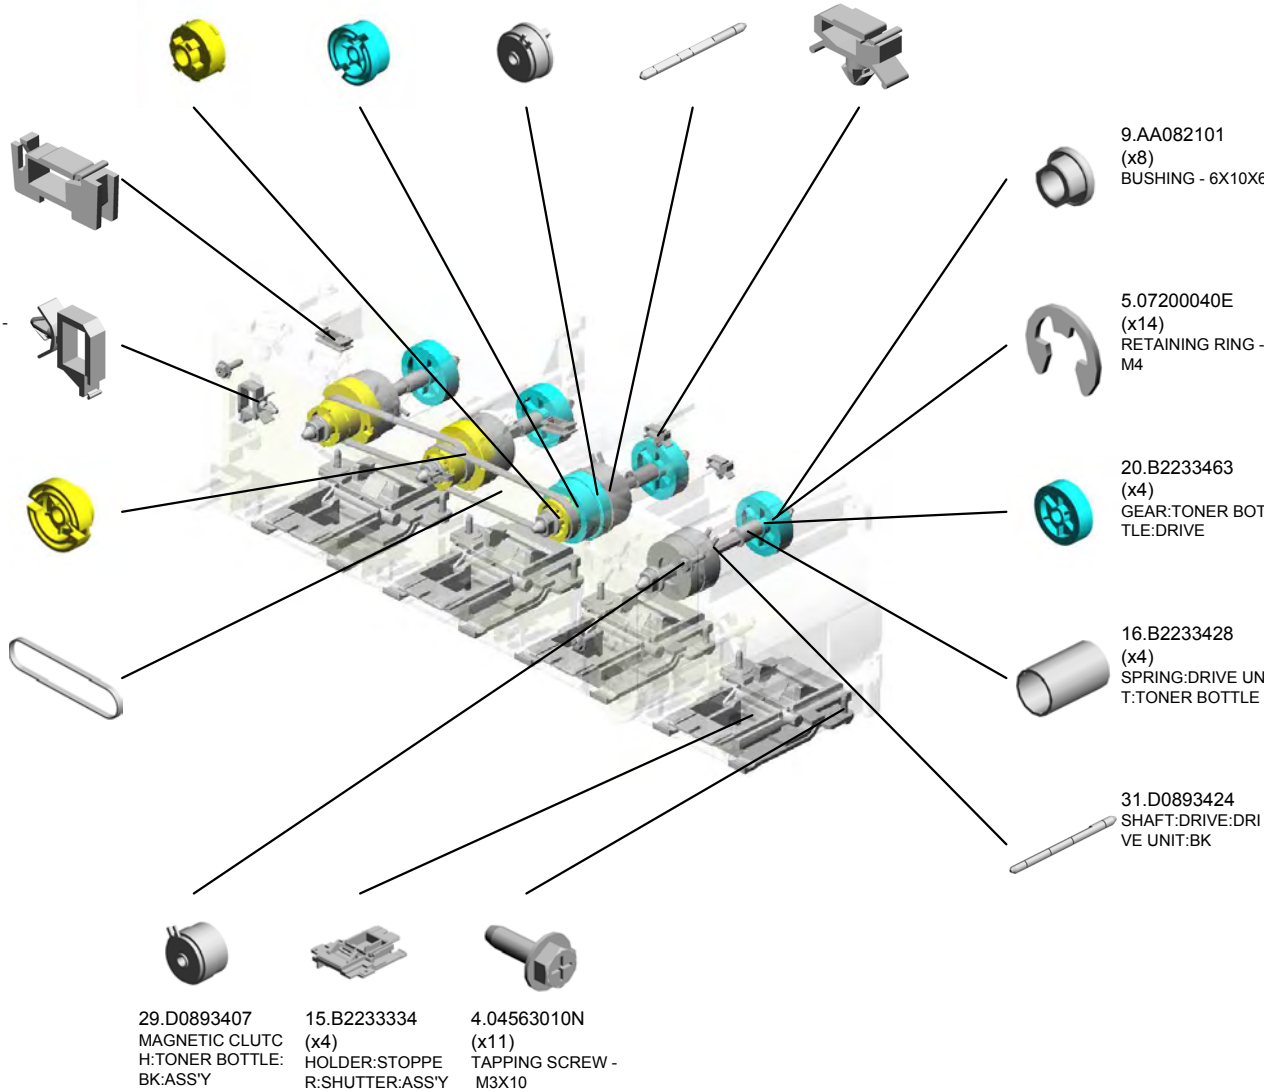 9.AA082101
(x8)
BUSHING - 6X10X6
5.07200040E
(x14)
RETAINING RING -
M4
-
20.B2233463
(x4)
GEAR:TONER BOT
TLE:DRIVE
16.B2233428
(x4)
SPRING:DRIVE UN
T:TONER BOTTLE
31.D0893424
SHAFT:DRIVE:DRI
VE UNIT:BK
29.D0893407
MAGNETIC CLUTC
H:TONER BOTTLE:
BK:ASS'Y
15.B2233334
(x4)
HOLDER:STOPPE
R:SHUTTER:ASS'Y
4.04563010N
(x11)
TAPPING SCREW -
M3X10